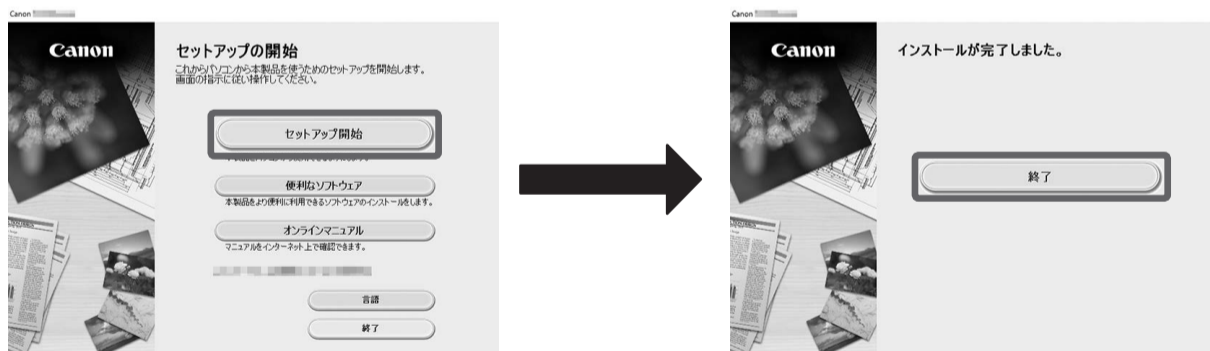 Canon
Canon
セットアップの開始
これからパソコンから本製品を使うためのセットアップを開始します。
画面の指示に従い操作してください。
セットアップ開始
便利なソフトウェア
本製品をより便利に利用できるソフトウェアのインストールをします。
オンラインマニュアル
マニュアルをインターネット上で確認できます。
言語
終了
Canon
Canon
インストールが完了しました。
終了